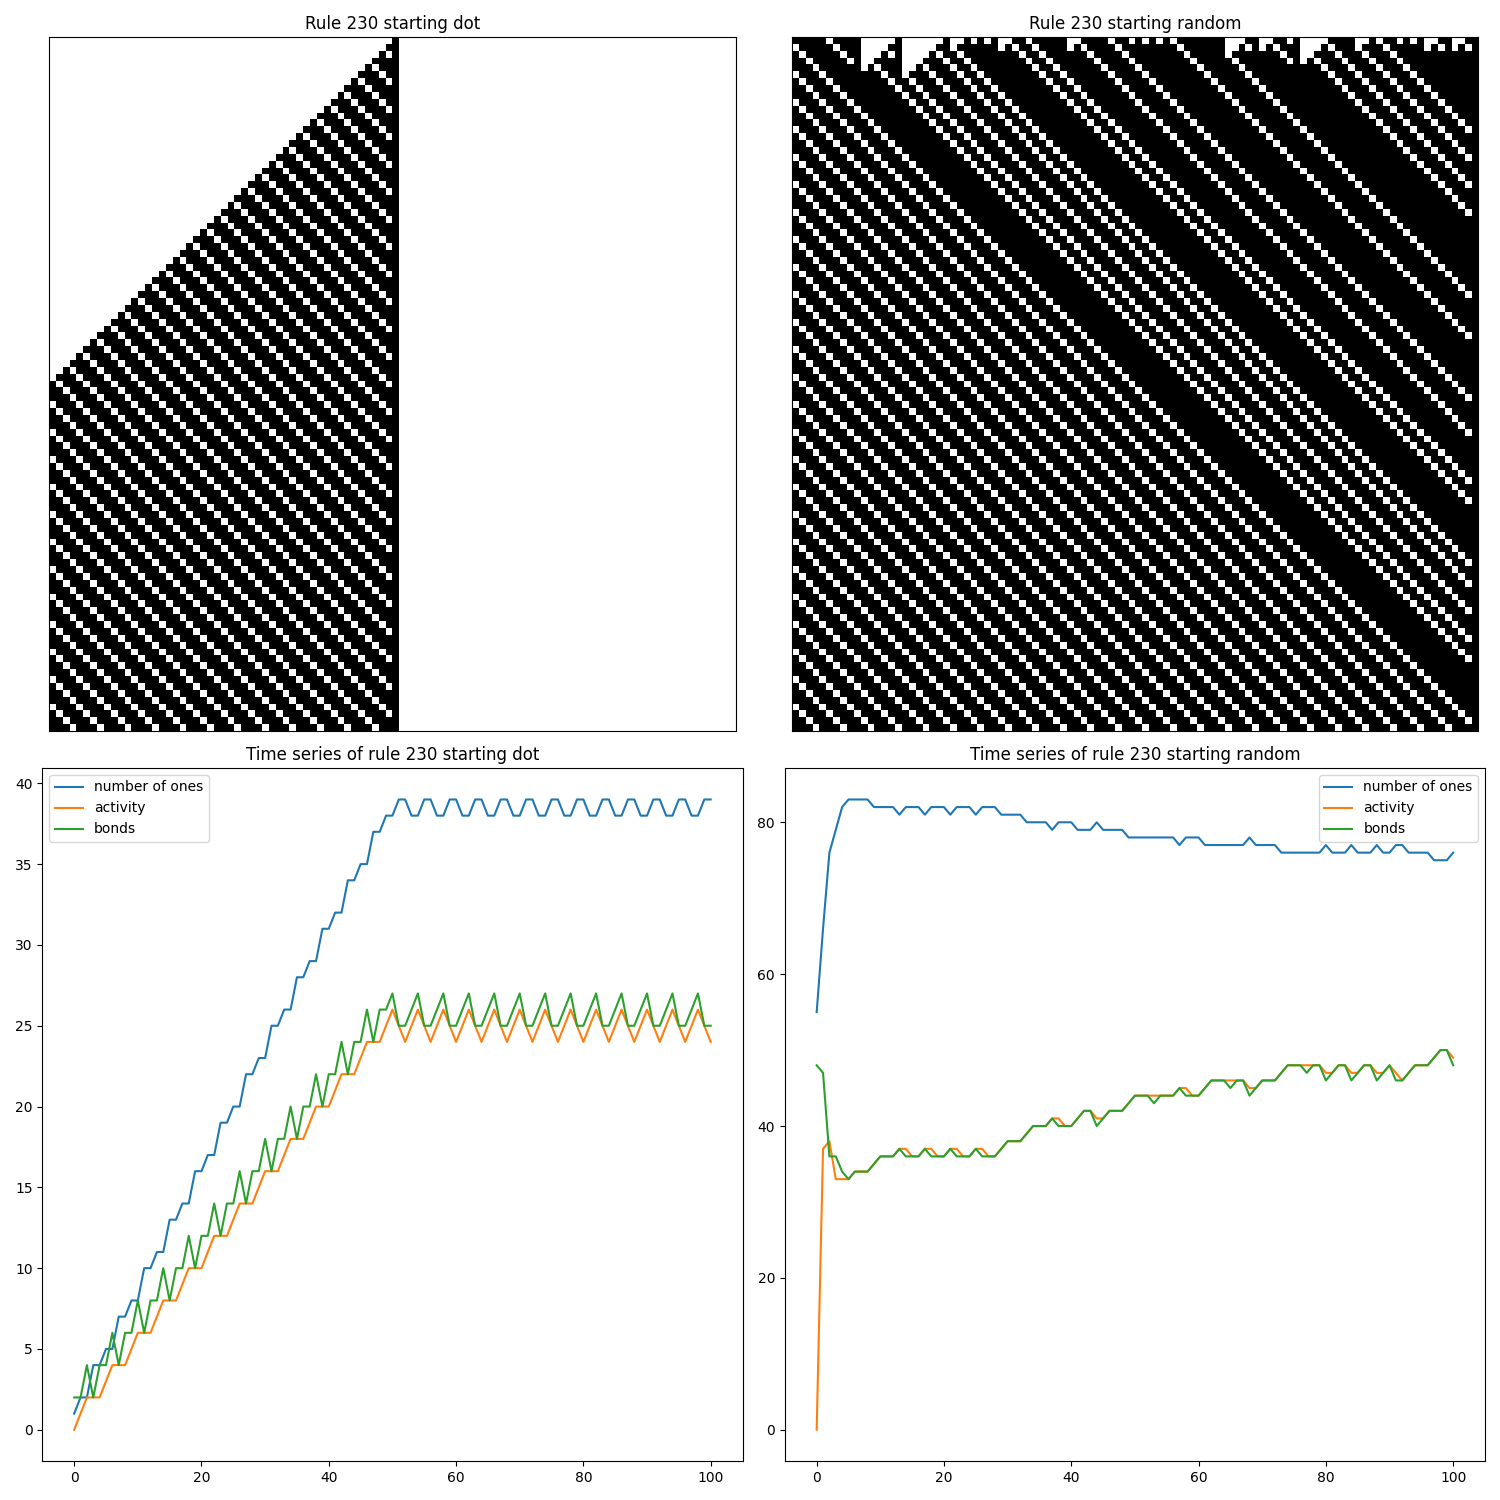 Rule 230 starting dot
Rule 230 starting random
Time series of rule 230 starting dot
40
35
30
25
20
15
10
5
0
number of ones
activity
bonds
0 20 40 60 80 100
Time series of rule 230 starting random
80
60
40
20
0
number of ones
activity
bonds
0 20 40 60 80 100